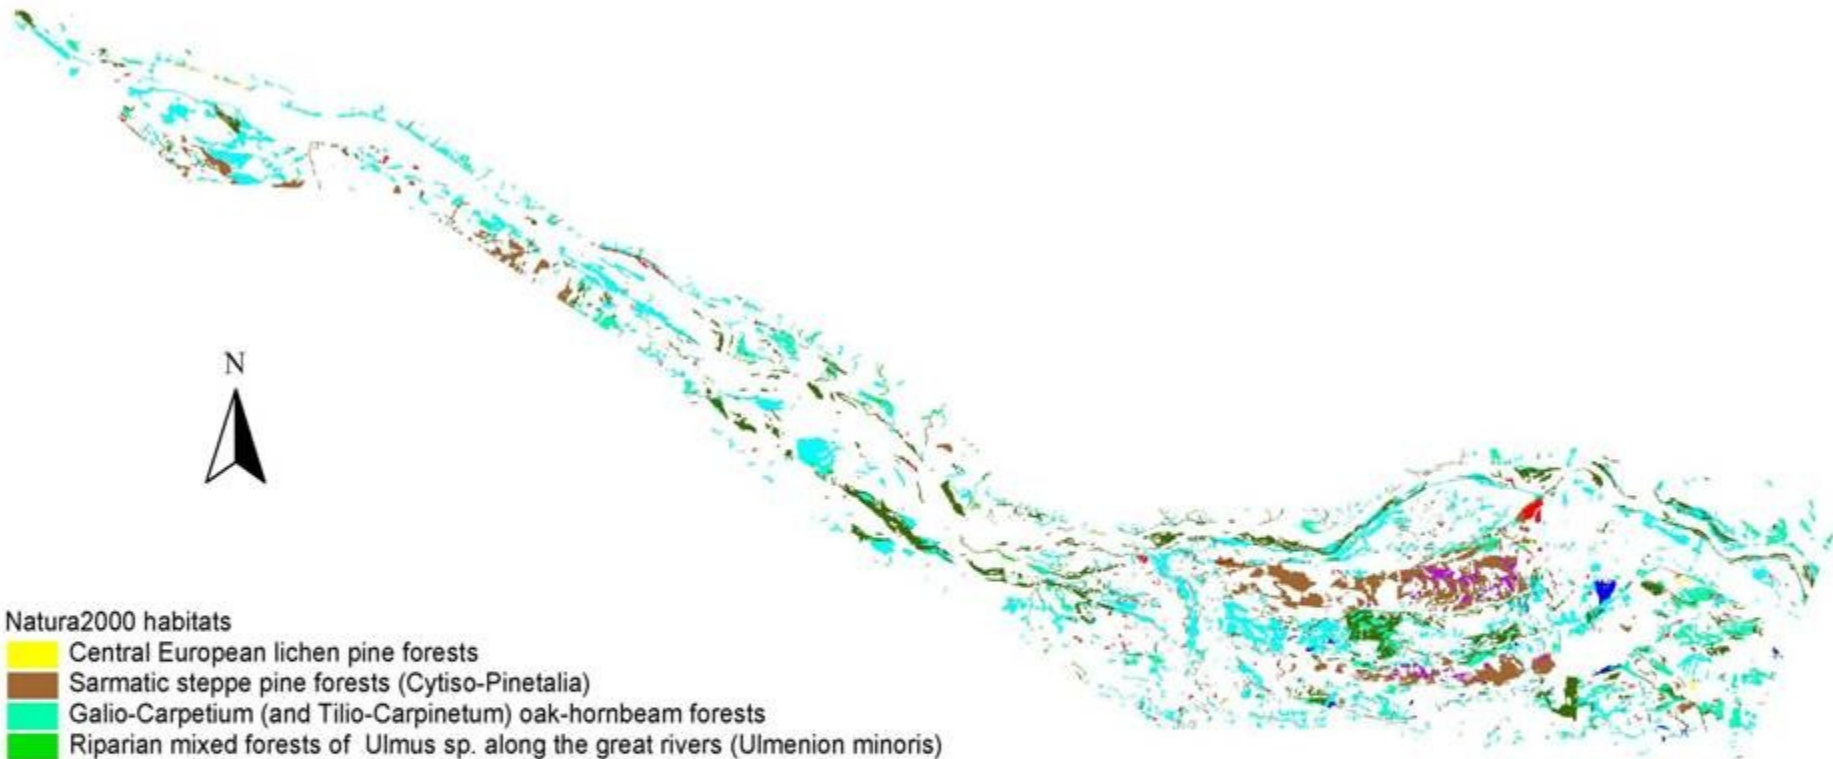 N
Natura2000 habitats
Central European lichen pine forests
Sarmatic steppe pine forests (Cytiso-Pinetalia)
Galio-Carpetium (and Tilio-Carpinetum) oak-hornbeam forests
Riparian mixed forests of Ulmus sp. along the great rivers (Ulmenion minoris)